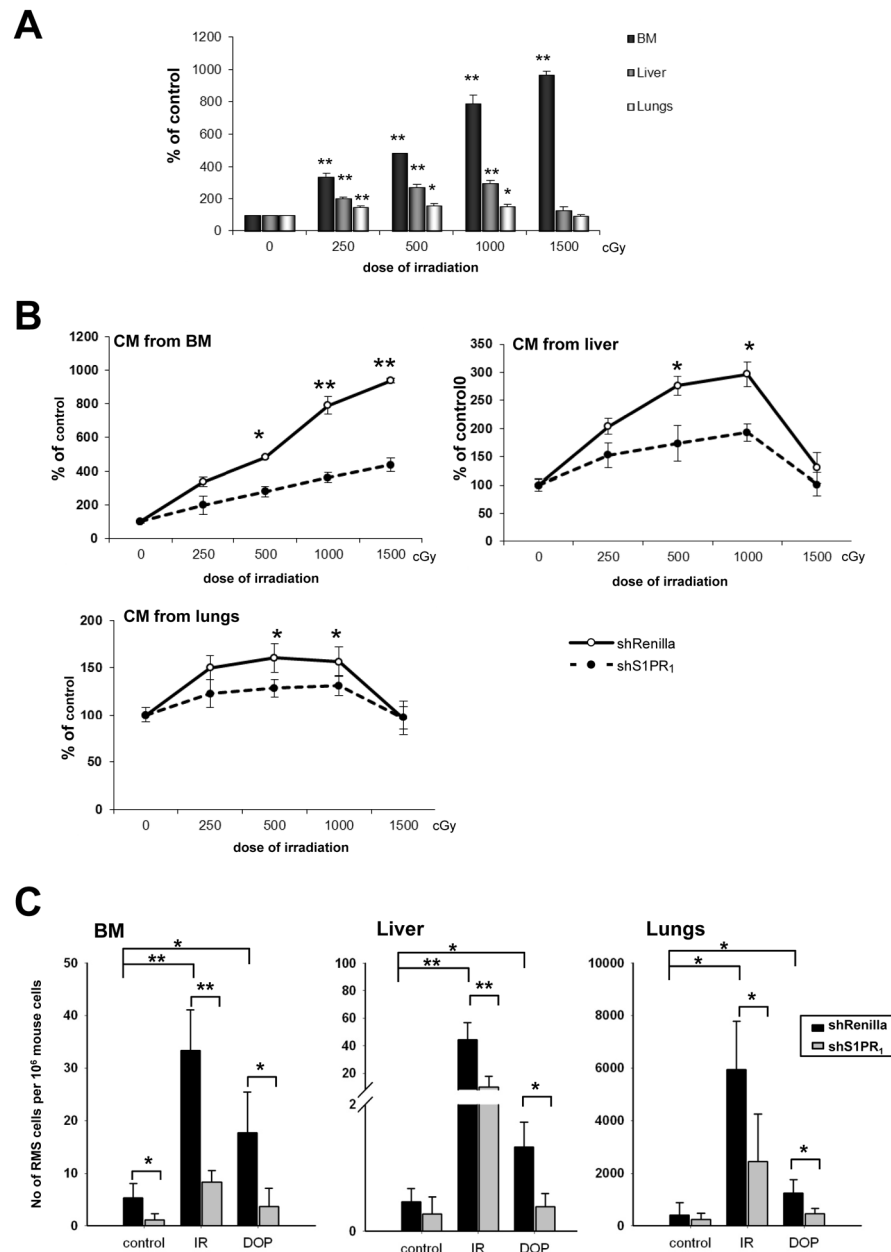 A
1200
1000
800
600
400
200
0
% of control
** ** **
** ** *
** ** *
**
BM
Liver
Lungs
0 250 500 1000 1500 cGy
dose of irradiation
B
CM from BM
1200
1000
800
600
400
200
0
% of control
* ** **
0 250 500 1000 1500 cGy
dose of irradiation
CM from liver
350
300
250
200
150
100
50
0
% of control0
* *
0 250 500 1000 1500 cGy
dose of irradiation
CM from lungs
200
150
100
50
0
% of control
* *
0 250 500 1000 1500 cGy
dose of irradiation
shRenilla
shS1PR₁
C
BM
No of RMS cells per 10⁶ mouse cells
50
40
30
20
10
0
*
**
**
*
*
control IR DOP
Liver
100
80
60
40
20
2
0
*
**
**
*
control IR DOP
Lungs
10000
8000
6000
4000
2000
0
*
*
*
*
control IR DOP
shRenilla
shS1PR₁